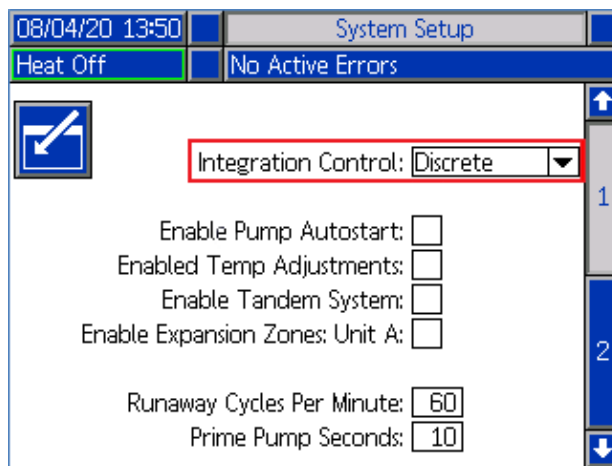 08/04/20 13:50 System Setup
Heat Off No Active Errors
Integration Control: Discrete
1
Enable Pump Autostart:
Enabled Temp Adjustments:
Enable Tandem System:
Enable Expansion Zones: Unit A:
2
Runaway Cycles Per Minute: 60
Prime Pump Seconds: 10